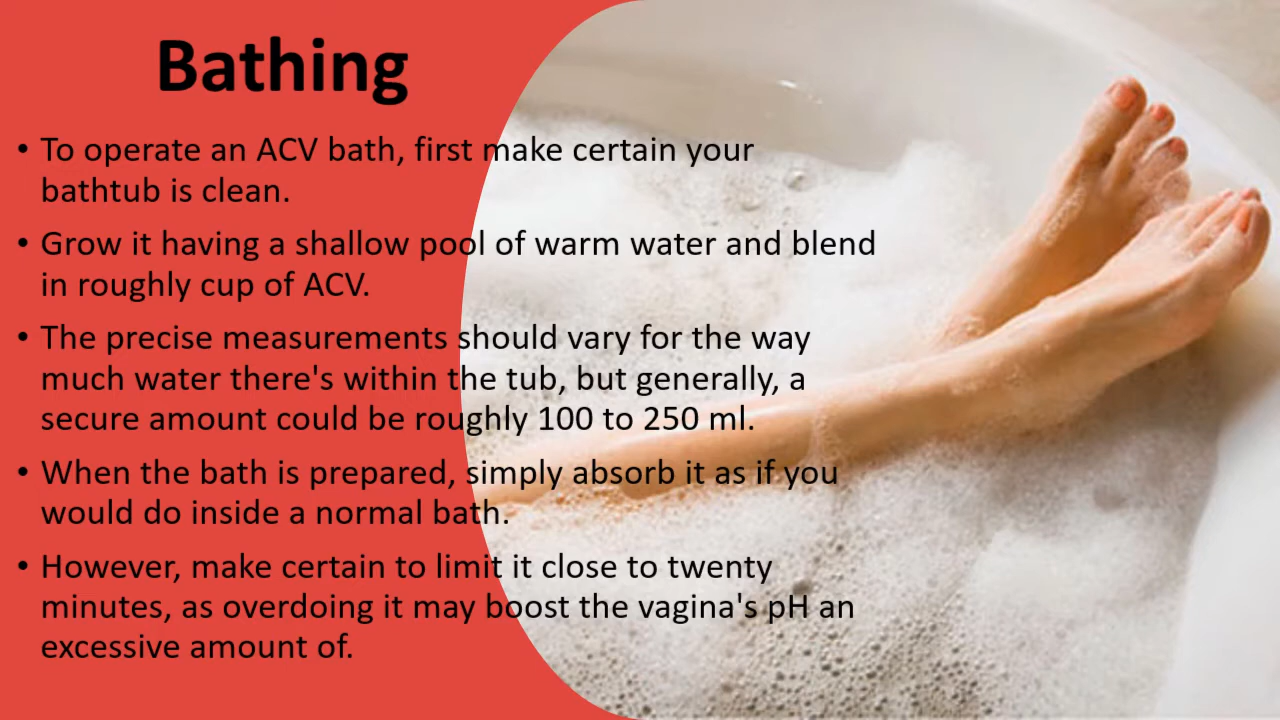 Bathing
• To operate an ACV bath, first make certain your
bathtub is clean.
• Grow it having a shallow pool of warm water and blend
in roughly cup of ACV.
• The precise measurements should vary for the way
much water there's within the tub, but generally, a
secure amount could be roughly 100 to 250 ml.
• When the bath is prepared, simply absorb it as if you
would do inside a normal bath.
• However, make certain to limit it close to twenty
minutes, as overdoing it may boost the vagina's pH an
excessive amount of.